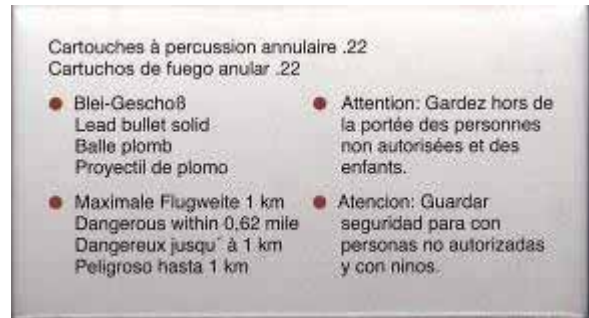 Cartouches à percussion annulaire .22
Cartuchos de fuego anular .22
Blei-Geschoß
Lead bullet solid
Balle plomb
Proyectil de plomo
Maximale Flugweite 1 km
Dangerous within 0,62 mile
Dangereux jusqu´ à 1 km
Peligroso hasta 1 km
Attention: Gardez hors de
la portée des personnes
non autorisées et des
enfants.
Atencion: Guardar
seguridad para con
personas no autorizadas
y con ninos.